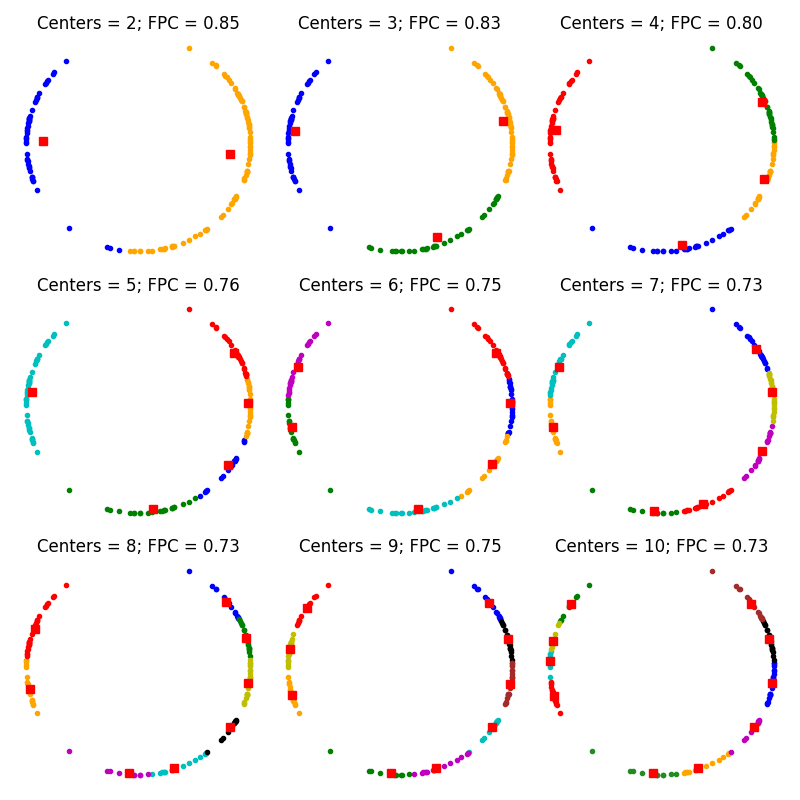 Centers = 2; FPC = 0.85
Centers = 3; FPC = 0.83
Centers = 4; FPC = 0.80
Centers = 5; FPC = 0.76
Centers = 6; FPC = 0.75
Centers = 7; FPC = 0.73
Centers = 8; FPC = 0.73
Centers = 9; FPC = 0.75
Centers = 10; FPC = 0.73